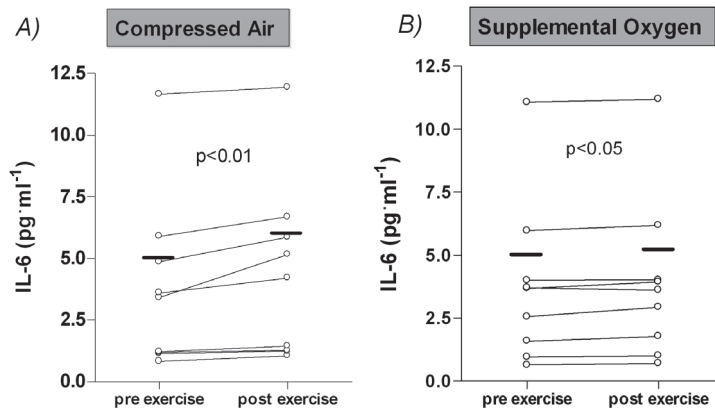 A) Compressed Air
IL-6 (pg·ml⁻¹)
12.5
10.0
7.5
5.0
2.5
0.0
p<0.01
pre exercise post exercise
B) Supplemental Oxygen
IL-6 (pg·ml⁻¹)
12.5
10.0
7.5
5.0
2.5
0.0
p<0.05
pre exercise post exercise